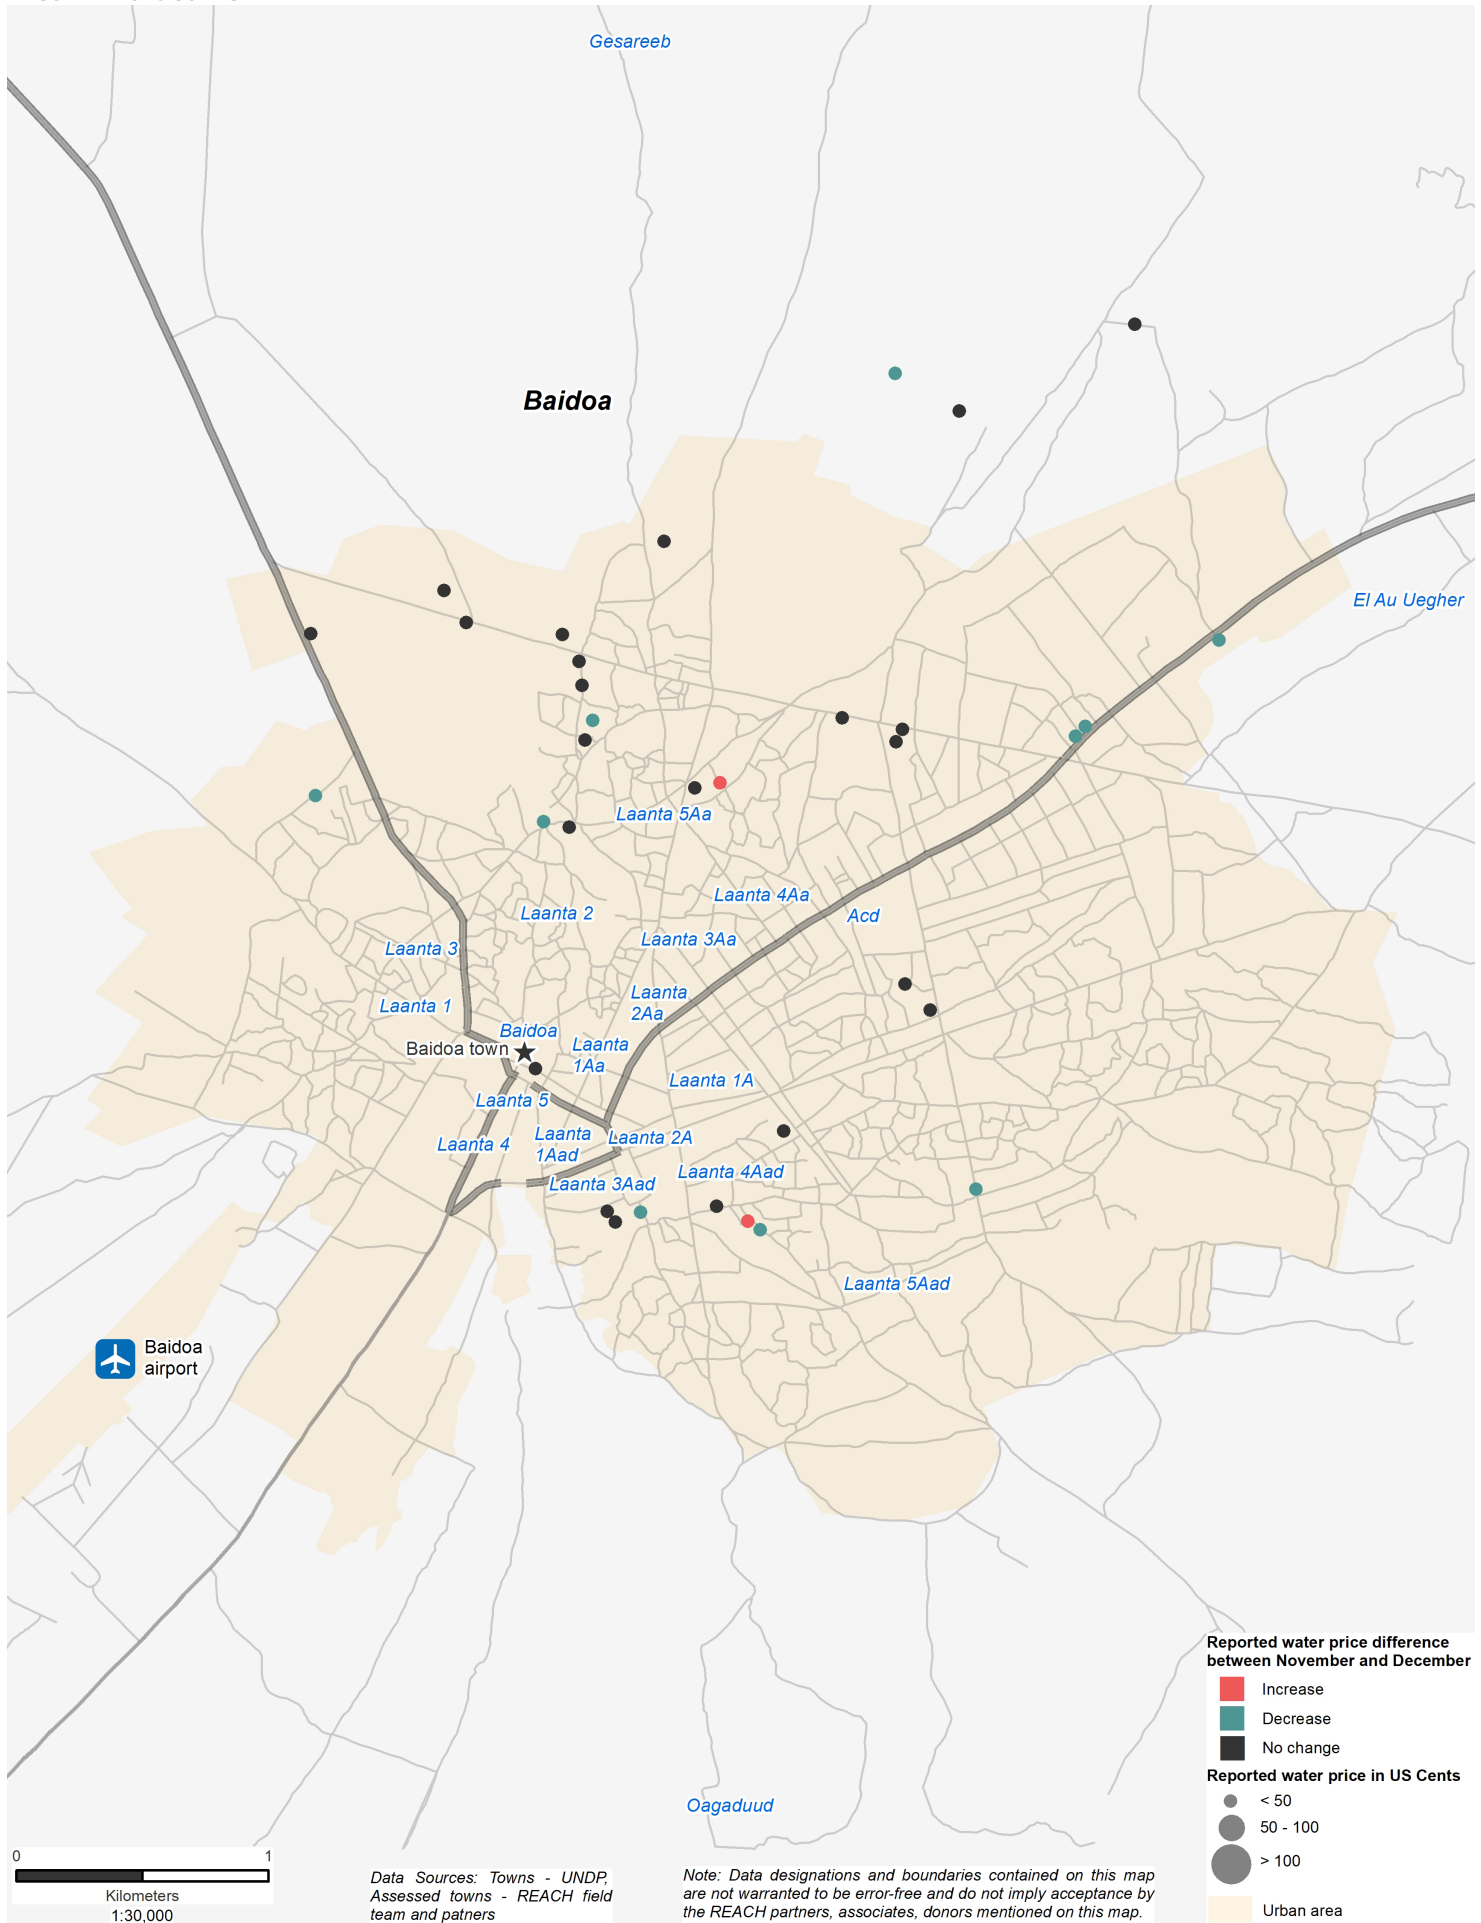 Gesareeb
Baidoa
El Au Uegher
Laanta 5Aa
Laanta 4Aa
Acd
Laanta 2
Laanta 3Aa
Laanta 3
Laanta
2Aa
Laanta 1
Baidoa
Baidoa town
Laanta
1Aa
Laanta 1A
Laanta 5
Laanta
1Aad
Laanta 2A
Laanta 4
Laanta 4Aad
Laanta 3Aad
Laanta 5Aad
Baidoa
airport
Oagaduud
Reported water price difference
between November and December
Increase
Decrease
No change
Reported water price in US Cents
< 50
50 - 100
> 100
Urban area
0 1
Kilometers
1:30,000
Data Sources: Towns - UNDP,
Assessed towns - REACH field
team and patners
Note: Data designations and boundaries contained on this map
are not warranted to be error-free and do not imply acceptance by
the REACH partners, associates, donors mentioned on this map.